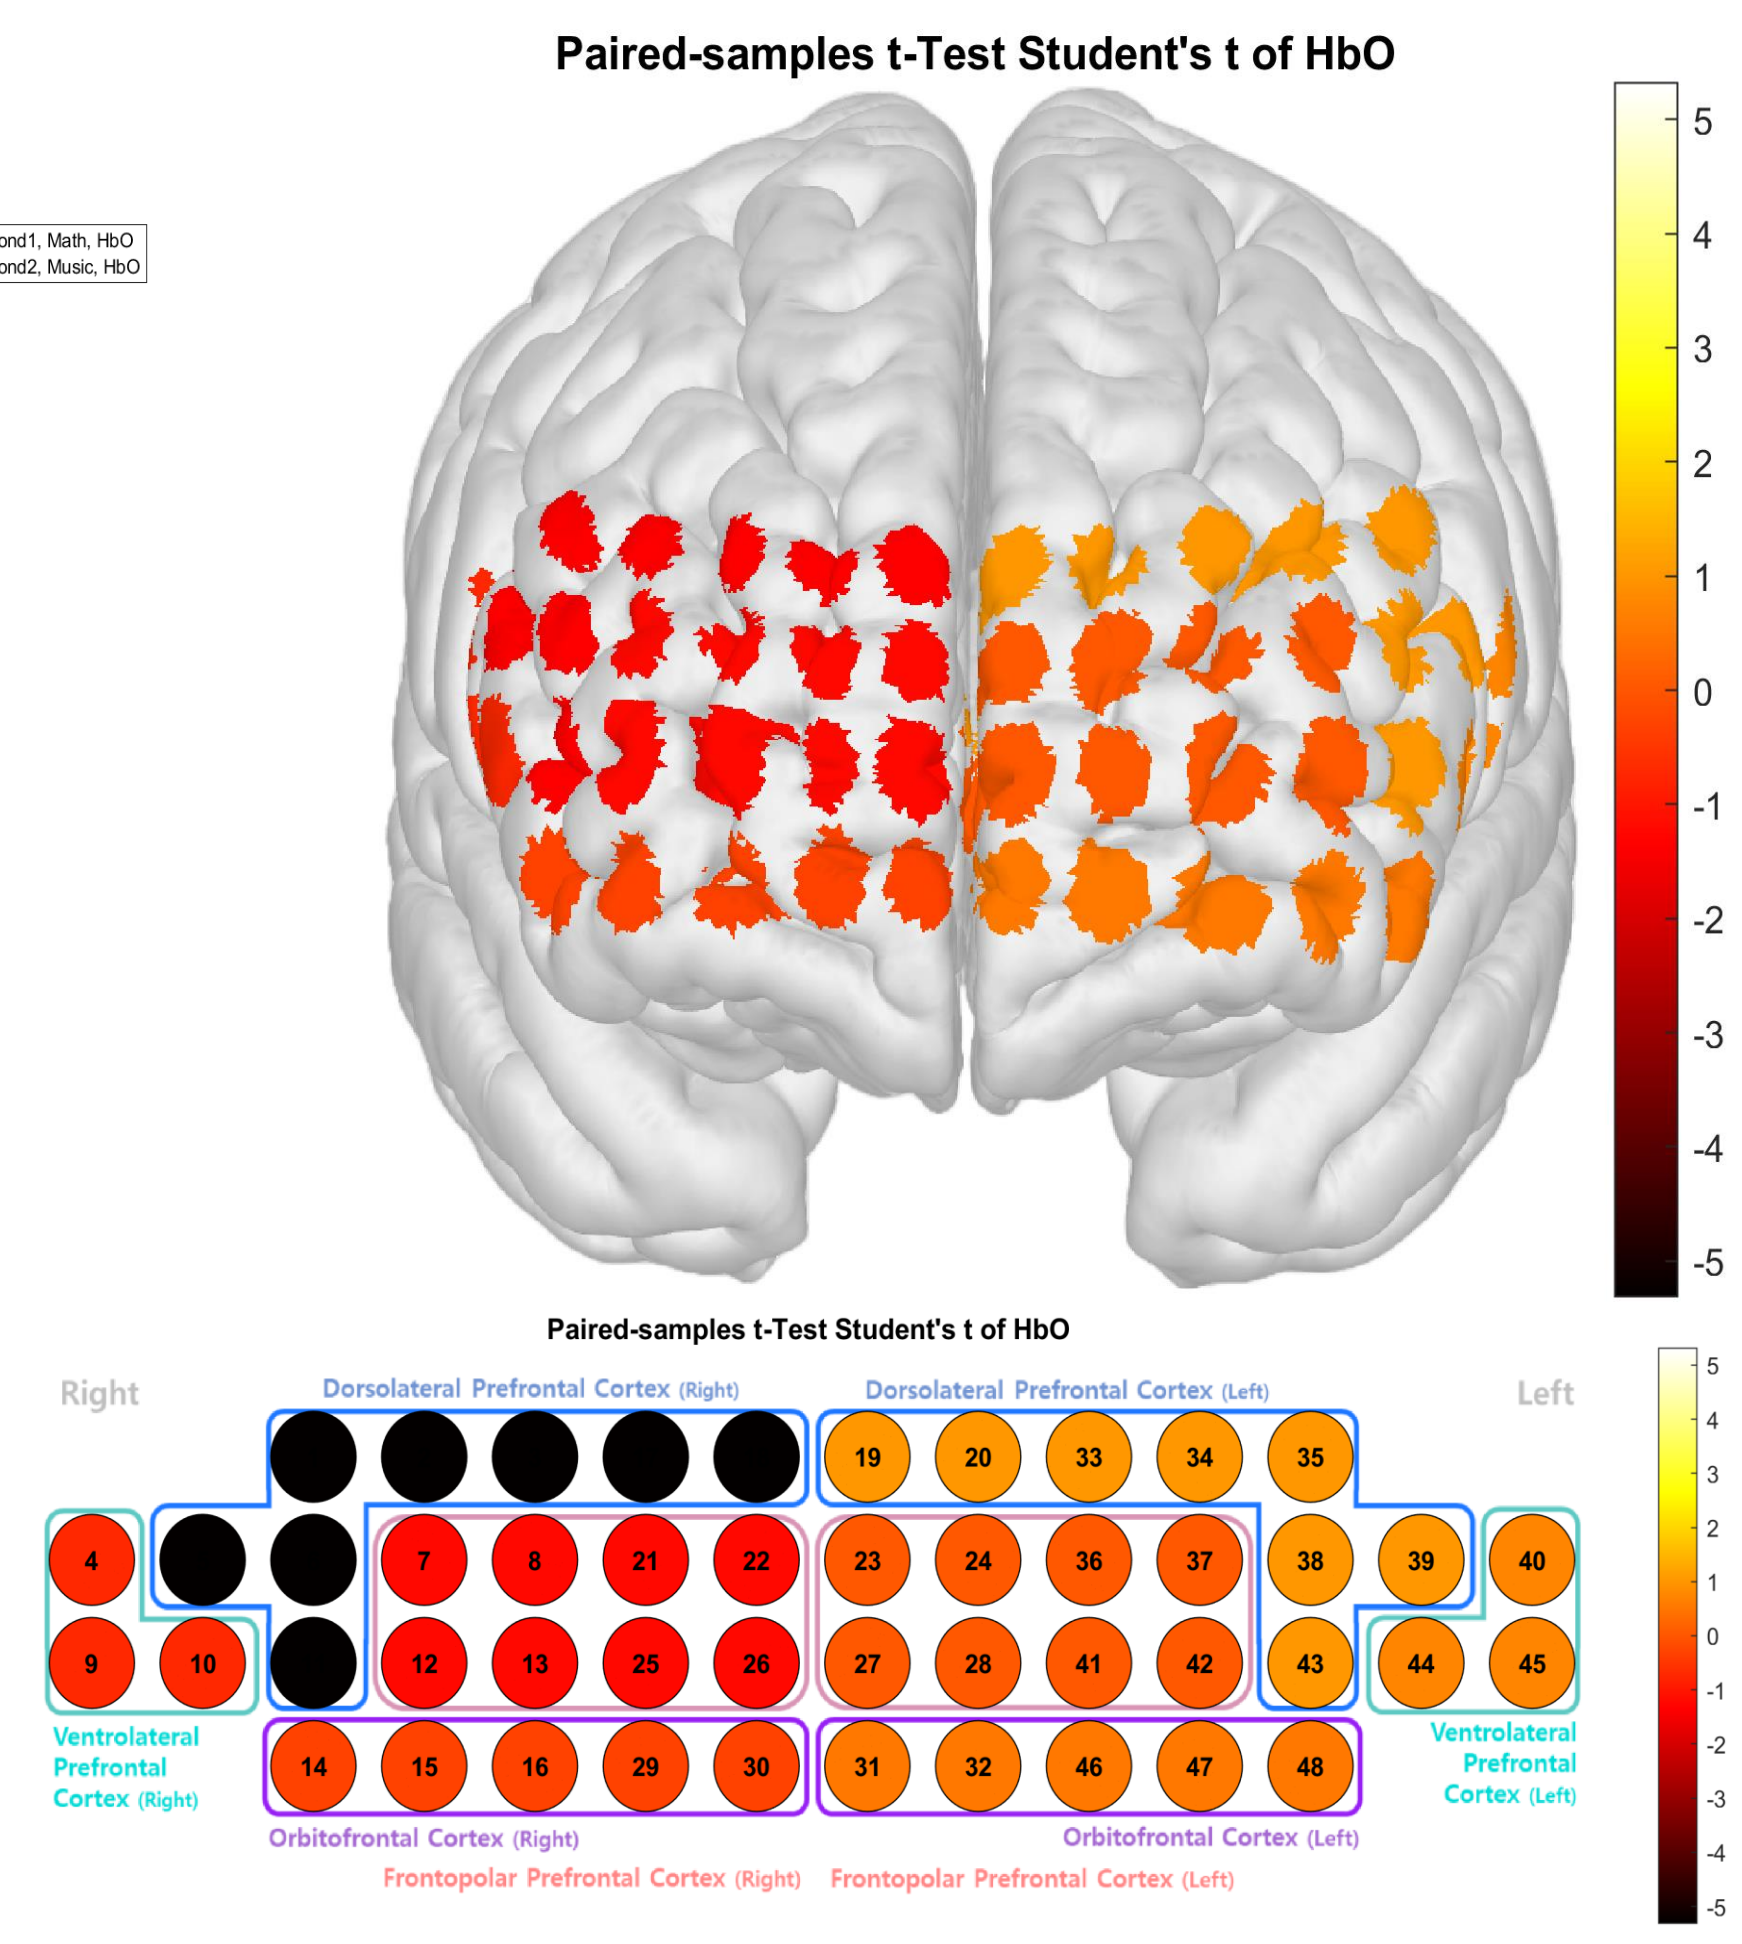 Paired-samples t-Test Student's t of HbO
ond1, Math, HbO
ond2, Music, HbO
5
4
3
2
1
0
-1
-2
-3
-4
-5
Paired-samples t-Test Student's t of HbO
Right
Dorsolateral Prefrontal Cortex (Right)
Dorsolateral Prefrontal Cortex (Left)
Left
19 20 33 34 35
4 7 8 21 22 23 24 36 37 38 39 40
9 10 12 13 25 26 27 28 41 42 43 44 45
14 15 16 29 30 31 32 46 47 48
Ventrolateral
Prefrontal
Cortex (Right)
Ventrolateral
Prefrontal
Cortex (Left)
Orbitofrontal Cortex (Right)
Orbitofrontal Cortex (Left)
Frontopolar Prefrontal Cortex (Right)
Frontopolar Prefrontal Cortex (Left)
5
4
3
2
1
0
-1
-2
-3
-4
-5